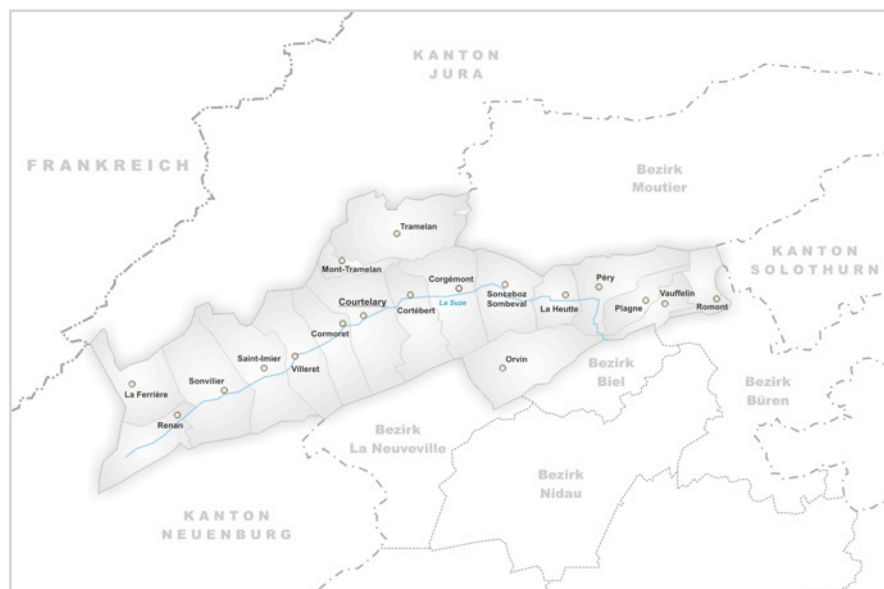 KANTON
JURA
FRANKREICH
Bezirk
Moutier
Tramelan
KANTON
SOLOTHURN
Mont-Tramelan
Corgémont
Péry
Sonceboz
Sombeval
Vauffelin
Courtelary
Cortébert
La Suze
La Heutte
Plagne
Romont
Cormoret
Saint-Imier
Villeret
Orvin
Bezirk
Biel
Sonvilier
La Ferrière
Bezirk
Büren
Renan
Bezirk
La Neuveville
Bezirk
Nidau
KANTON
NEUENBURG